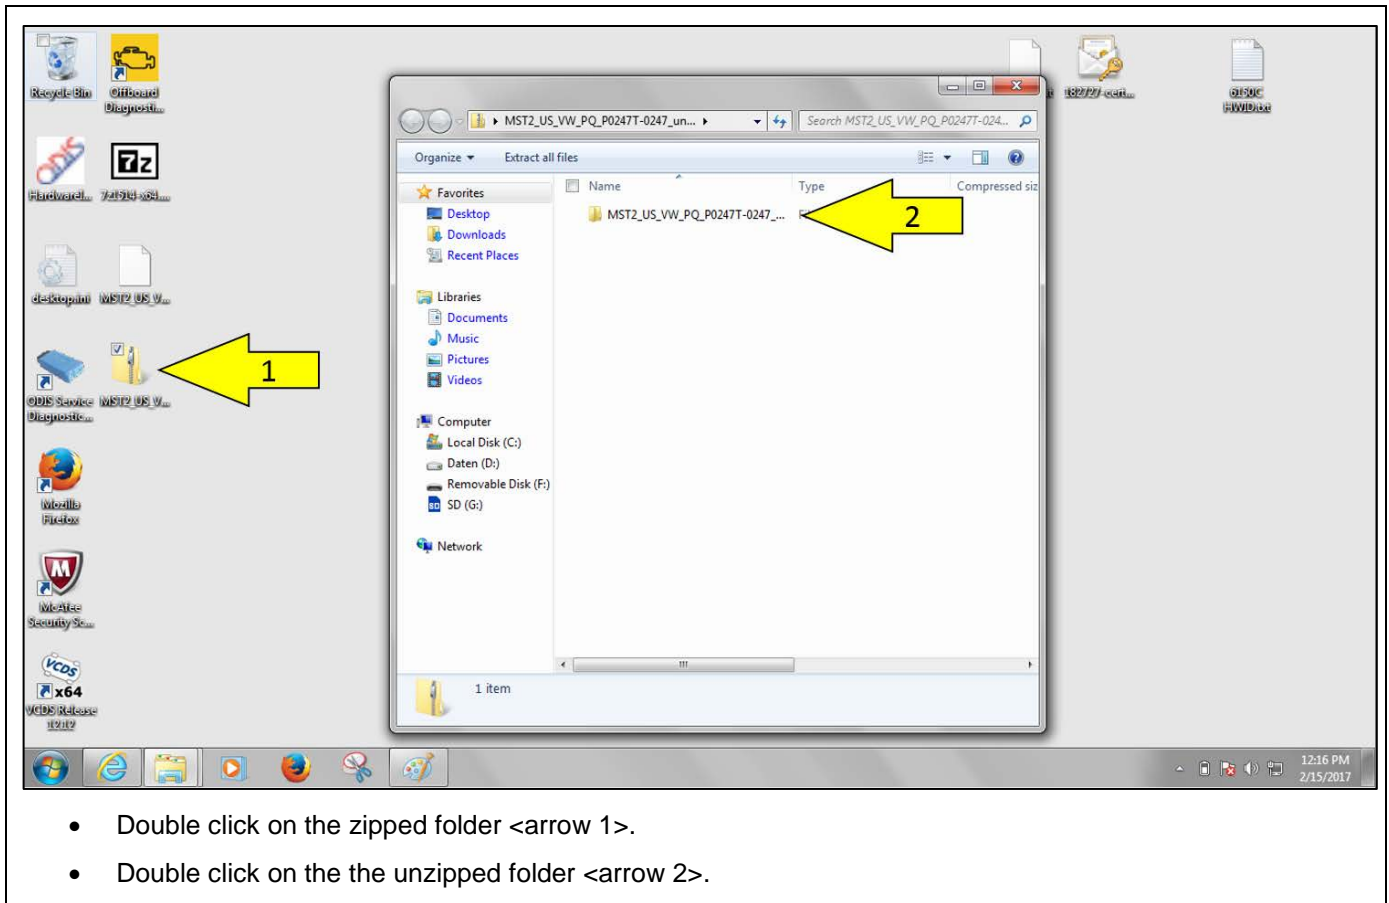 Recycle Bin
Offboard
Diagnosti...
182727-cert...
6150C
HWID.txt
MST2_US_VW_PQ_P0247T-0247_un...
Search MST2_US_VW_PQ_P0247T-024...
Organize
Extract all files
Hardware...
7z1514-x64....
Favorites
Desktop
Downloads
Recent Places
Name
Type
Compressed siz
MST2_US_VW_PQ_P0247T-0247_...
2
desktop.ini
MST2_US_V...
Libraries
Documents
Music
Pictures
Videos
1
ODIS Service
Diagnostic...
MST2_US_V...
Computer
Local Disk (C:)
Daten (D:)
Removable Disk (F:)
SD (G:)
Network
Mozilla
Firefox
McAfee
Security Sc...
VCDS
x64
VCDS Release
12.12
1 item
12:16 PM
2/15/2017
• Double click on the zipped folder <arrow 1>.
• Double click on the the unzipped folder <arrow 2>.